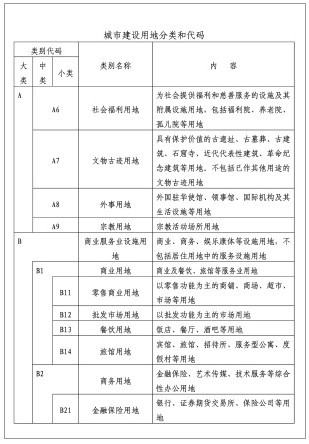 城市建设用地分类和代码
类别代码
类别名称
内 容
大类
中类
小类
A
A6
社会福利用地
为社会提供福利和慈善服务的设施及其
附属设施用地，包括福利院、养老院、
孤儿院等用地
A7
文物古迹用地
具有保护价值的古遗址、古墓葬、古建
筑、石窟寺、近代代表性建筑、革命纪
念建筑等用地。不包括已作其他用途的
文物古迹用地
A8
外事用地
外国驻华使馆、领事馆、国际机构及其
生活设施等用地
A9
宗教用地
宗教活动场所用地
B
商业服务业设施用
地
商业、商务、娱乐康体等设施用地，不
包括居住用地中的服务设施用地
B1
商业用地
商业及餐饮、旅馆等服务业用地
B11
零售商业用地
以零售功能为主的商铺、商场、超市、
市场等用地
B12
批发市场用地
以批发功能为主的市场用地
B13
餐饮用地
饭店、餐厅、酒吧等用地
B14
旅馆用地
宾馆、旅馆、招待所、服务型公寓、度
假村等用地
B2
商务用地
金融保险、艺术传媒、技术服务等综合
性办公用地
B21
金融保险用地
银行、证券期货交易所、保险公司等用
地